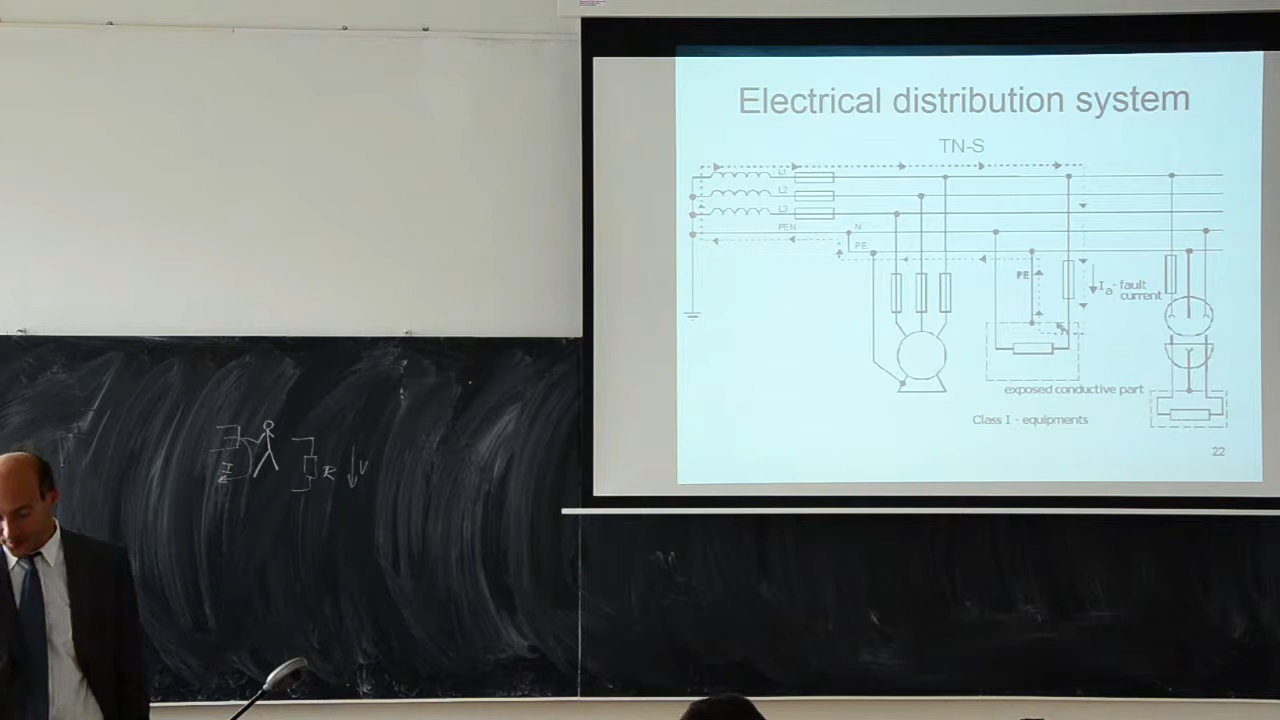 Electrical distribution system
TN-S
L1
L2
L3
PEN
N
PE
PE
Ia - fault
current
exposed conductive part
Class I - equipments
22
I
R
V